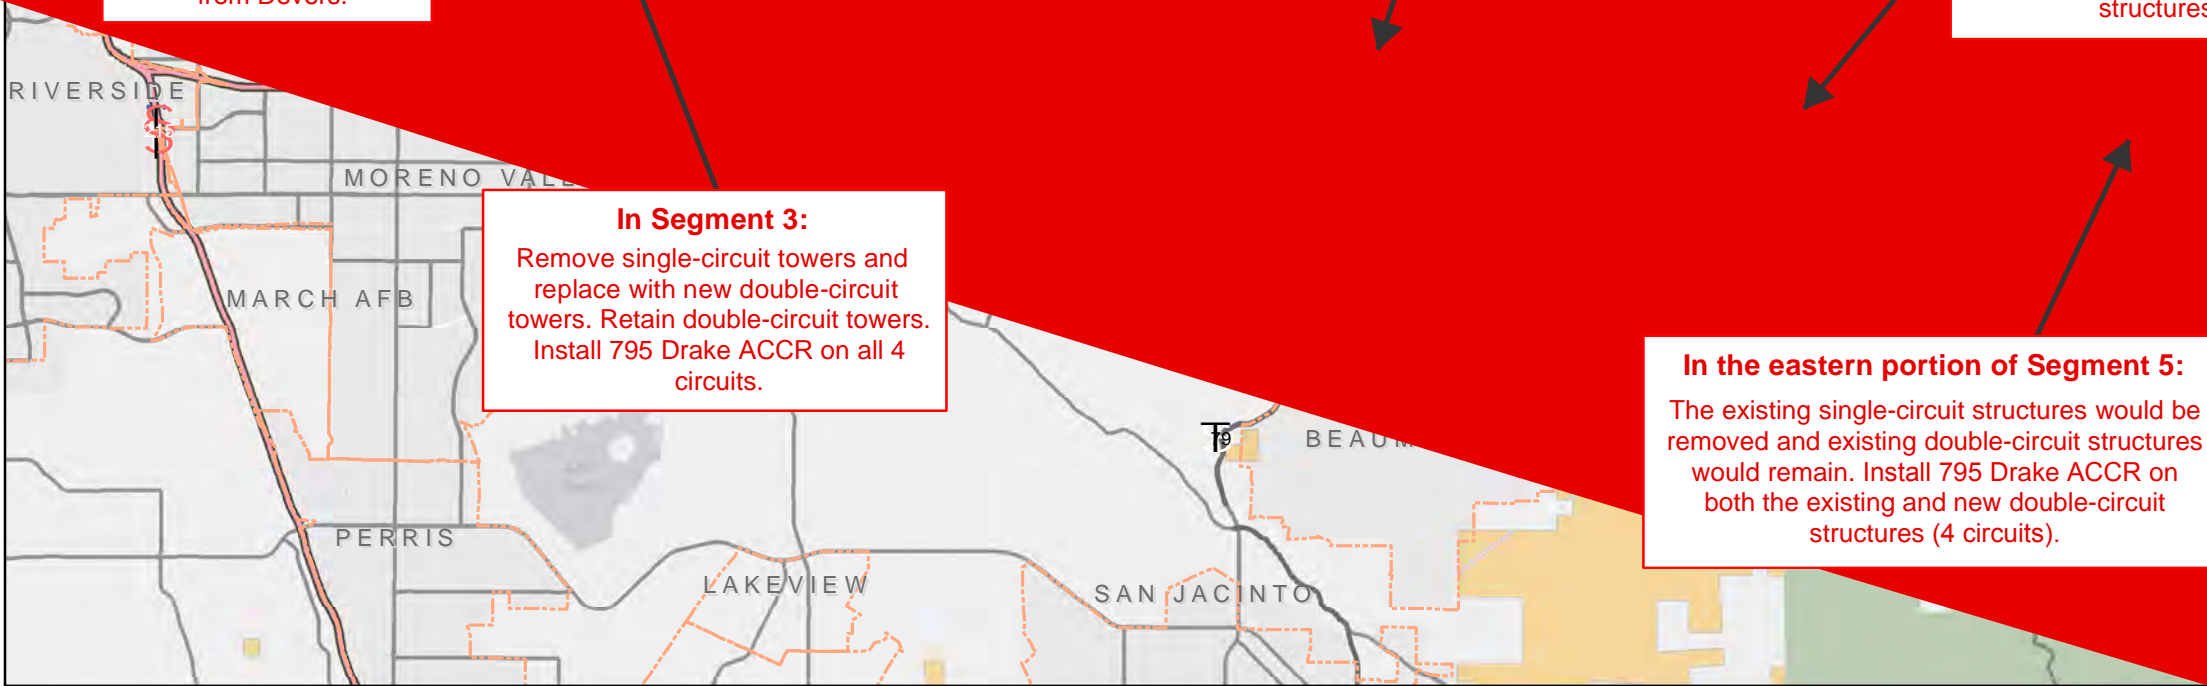 from Devers.
structures
RIVERSIDE
215
MORENO VALL
In Segment 3:
Remove single-circuit towers and
replace with new double-circuit
towers. Retain double-circuit towers.
Install 795 Drake ACCR on all 4
circuits.
MARCH AFB
In the eastern portion of Segment 5:
The existing single-circuit structures would be
removed and existing double-circuit structures
would remain. Install 795 Drake ACCR on
both the existing and new double-circuit
structures (4 circuits).
79
BEAUM
PERRIS
LAKEVIEW
SAN JACINTO